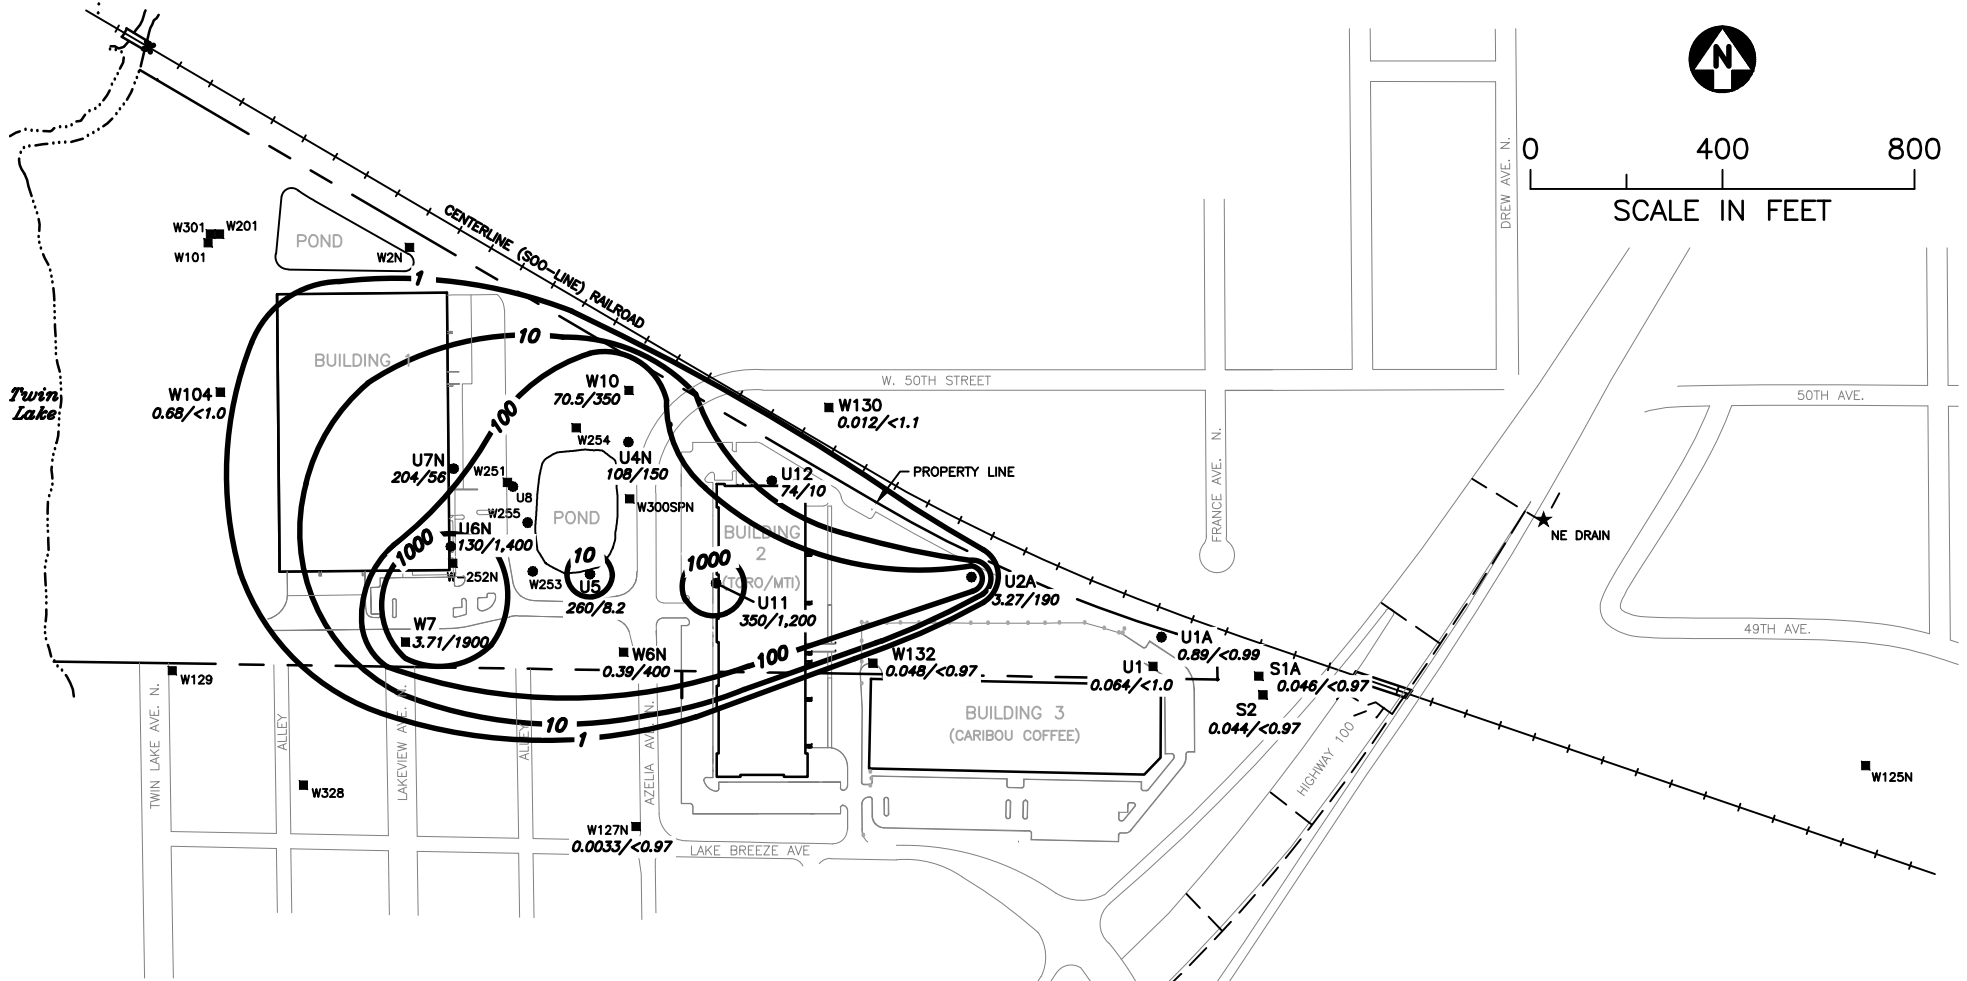 N
0 400 800
SCALE IN FEET
DREW AVE. N.
CENTERLINE (SOO-LINE) RAILROAD
W301
W201
W101
POND
W2N
1
10
BUILDING 1
W. 50TH STREET
50TH AVE.
Twin
Lake
W104
0.68/<1.0
W10
70.5/350
100
W130
0.012/<1.1
W254
U4N
108/150
U7N
204/56
W251
U8
U12
74/10
PROPERTY LINE
FRANCE AVE. N.
W300SPN
W255
POND
BUILDING
2
(TORO/MTI)
U6N
130/1,400
1000
NE DRAIN
10
1000
W-252N
W253
U5
260/8.2
U11
350/1,200
U2A
3.27/190
W7
3.71/1900
U1A
0.89/<0.99
49TH AVE.
W6N
0.39/400
100
W132
0.048/<0.97
U1
0.064/<1.0
S1A
0.046/<0.97
S2
0.044/<0.97
W129
TWIN LAKE AVE. N.
ALLEY
LAKEVIEW AVE. N.
ALLEY
AZELIA AVE. N.
10
1
BUILDING 3
(CARIBOU COFFEE)
HIGHWAY 100
W125N
W328
W127N
0.0033/<0.97
LAKE BREEZE AVE